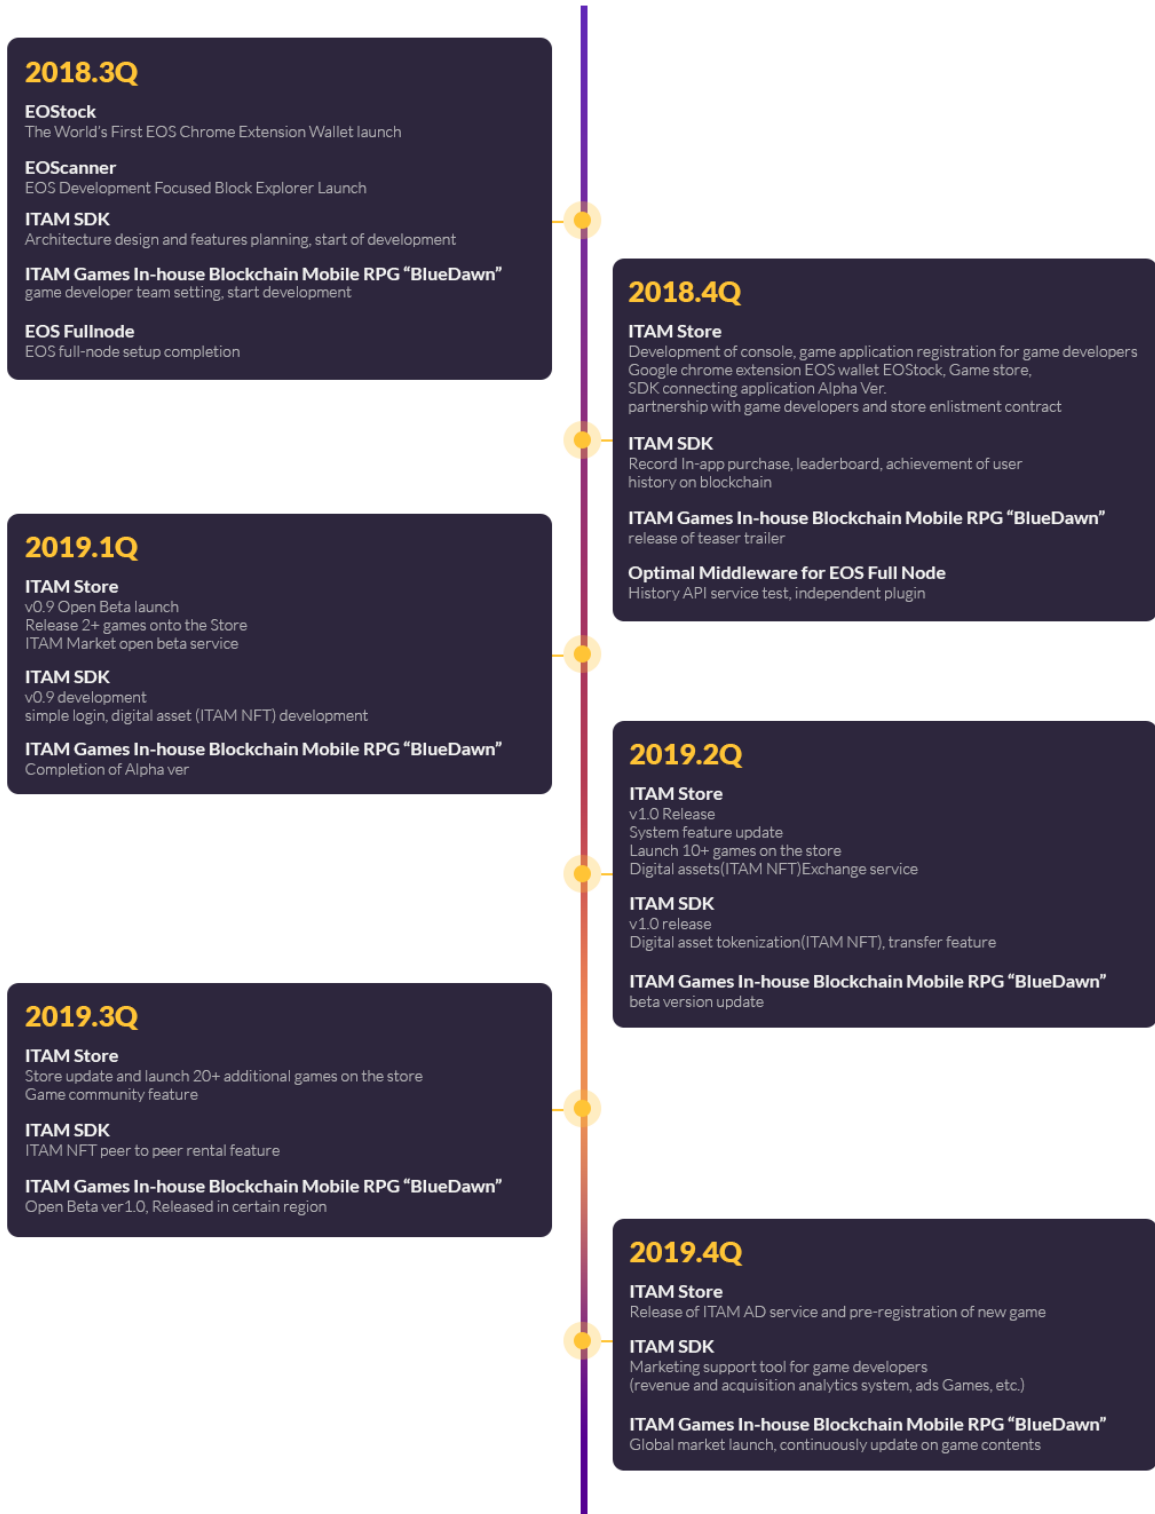 2018.3Q
EOStock
The World's First EOS Chrome Extension Wallet launch
EOScanner
EOS Development Focused Block Explorer Launch
ITAM SDK
Architecture design and features planning, start of development
ITAM Games In-house Blockchain Mobile RPG “BlueDawn”
game developer team setting, start development
EOS Fullnode
EOS full-node setup completion
2018.4Q
ITAM Store
Development of console, game application registration for game developers
Google chrome extension EOS wallet EOStock, Game store,
SDK connecting application Alpha Ver.
partnership with game developers and store enlistment contract
ITAM SDK
Record In-app purchase, leaderboard, achievement of user
history on blockchain
ITAM Games In-house Blockchain Mobile RPG “BlueDawn”
release of teaser trailer
Optimal Middleware for EOS Full Node
History API service test, independent plugin
2019.1Q
ITAM Store
v0.9 Open Beta launch
Release 2+ games onto the Store
ITAM Market open beta service
ITAM SDK
v0.9 development
simple login, digital asset (ITAM NFT) development
ITAM Games In-house Blockchain Mobile RPG “BlueDawn”
Completion of Alpha ver
2019.2Q
ITAM Store
v1.0 Release
System feature update
Launch 10+ games on the store
Digital assets(ITAM NFT)Exchange service
ITAM SDK
v1.0 release
Digital asset tokenization(ITAM NFT), transfer feature
ITAM Games In-house Blockchain Mobile RPG “BlueDawn”
beta version update
2019.3Q
ITAM Store
Store update and launch 20+ additional games on the store
Game community feature
ITAM SDK
ITAM NFT peer to peer rental feature
ITAM Games In-house Blockchain Mobile RPG “BlueDawn”
Open Beta ver1.0, Released in certain region
2019.4Q
ITAM Store
Release of ITAM AD service and pre-registration of new game
ITAM SDK
Marketing support tool for game developers
(revenue and acquisition analytics system, ads Games, etc.)
ITAM Games In-house Blockchain Mobile RPG “BlueDawn”
Global market launch, continuously update on game contents